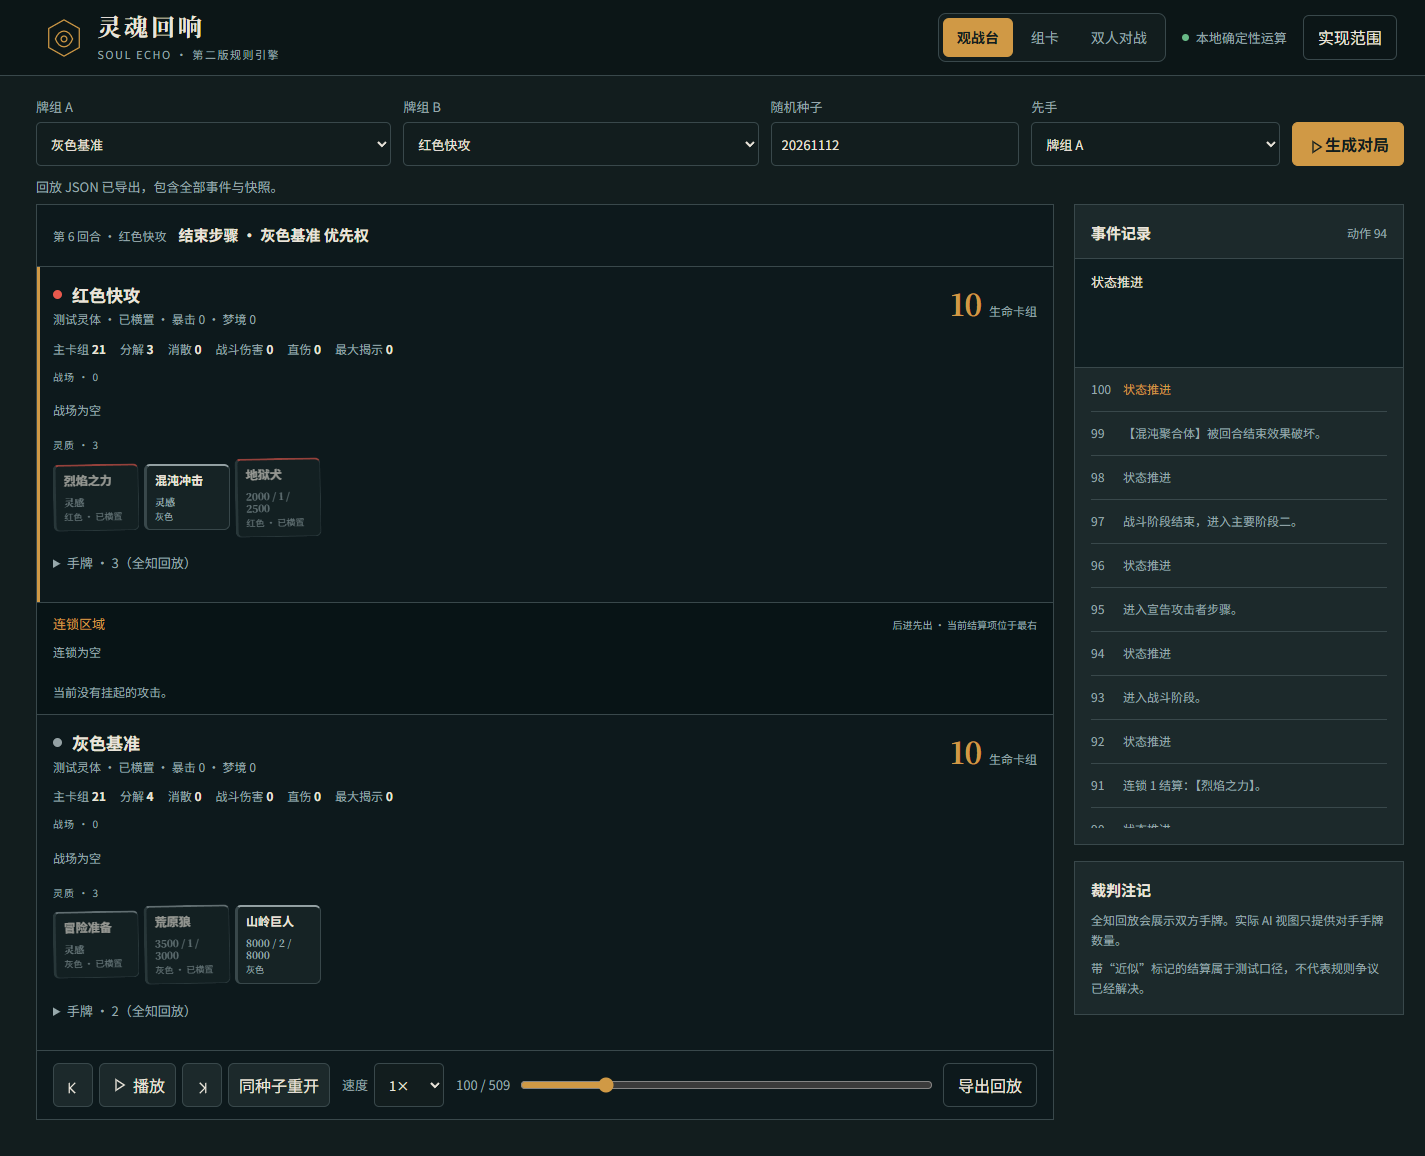 灵魂回响
SOUL ECHO · 第二版规则引擎
观战台 组卡 双人对战
本地确定性运算
实现范围
牌组 A
灰色基准
牌组 B
红色快攻
随机种子
20261112
先手
牌组 A
生成对局
回放 JSON 已导出，包含全部事件与快照。
第 6 回合 · 红色快攻 结束步骤 · 灰色基准 优先权
红色快攻
测试灵体 · 已横置 · 暴击 0 · 梦境 0
10 生命卡组
主卡组 21 分解 3 消散 0 战斗伤害 0 直伤 0 最大揭示 0
战场 · 0
战场为空
灵质 · 3
烈焰之力
灵感
红色 · 已横置
混沌冲击
灵感
灰色
地狱犬
2000 / 1 /
2500
红色 · 已横置
手牌 · 3（全知回放）
连锁区域
后进先出 · 当前结算项位于最右
连锁为空
当前没有挂起的攻击。
灰色基准
测试灵体 · 已横置 · 暴击 0 · 梦境 0
10 生命卡组
主卡组 21 分解 4 消散 0 战斗伤害 0 直伤 0 最大揭示 0
战场 · 0
战场为空
灵质 · 3
冒险准备
灵感
灰色 · 已横置
荒原狼
3500 / 1 /
3000
灰色 · 已横置
山岭巨人
8000 / 2 /
8000
灰色
手牌 · 2（全知回放）
播放
同种子重开
速度
1×
100 / 509
导出回放
事件记录
动作 94
状态推进
100 状态推进
99 【混沌聚合体】被回合结束效果破坏。
98 状态推进
97 战斗阶段结束，进入主要阶段二。
96 状态推进
95 进入宣告攻击者步骤。
94 状态推进
93 进入战斗阶段。
92 状态推进
91 连锁 1 结算：【烈焰之力】。
90 状态推进
裁判注记
全知回放会展示双方手牌。实际 AI 视图只提供对手手牌
数量。
带“近似”标记的结算属于测试口径，不代表规则争议
已经解决。